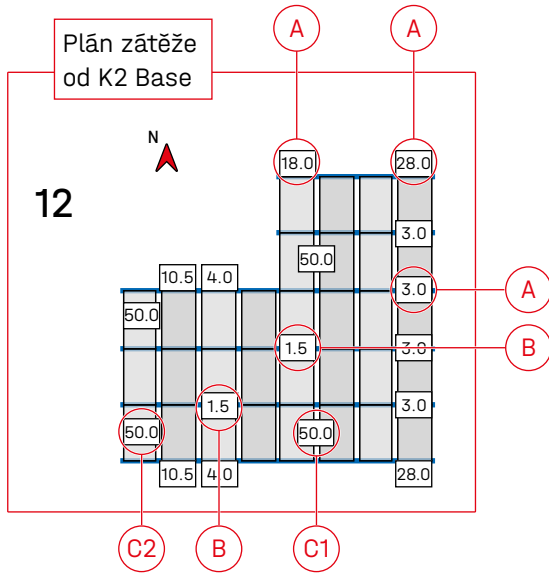 Plán zátěže
od K2 Base
A A
N
12
18.0 28.0
3.0
50.0
10.5 4.0
3.0 A
50.0
1.5 3.0 B
1.5 3.0
50.0 50.0
10.5 4.0 28.0
C2 B C1